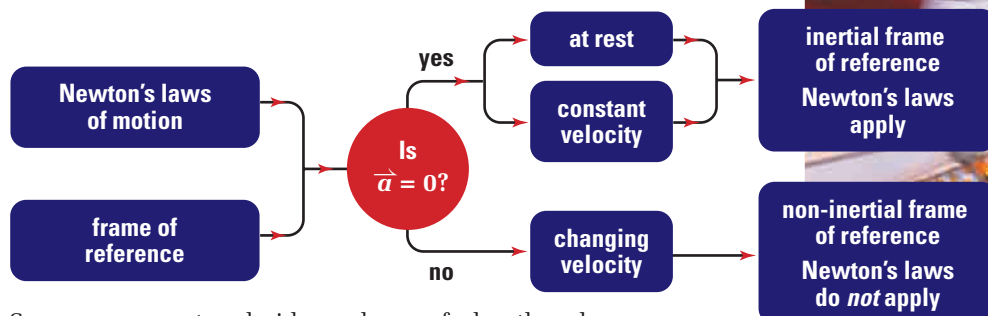 Newton's laws
of motion
frame of
reference
Is
a = 0?
yes
at rest
constant
velocity
inertial frame
of reference
Newton's laws
apply
no
changing
velocity
non-inertial frame
of reference
Newton's laws
do not apply